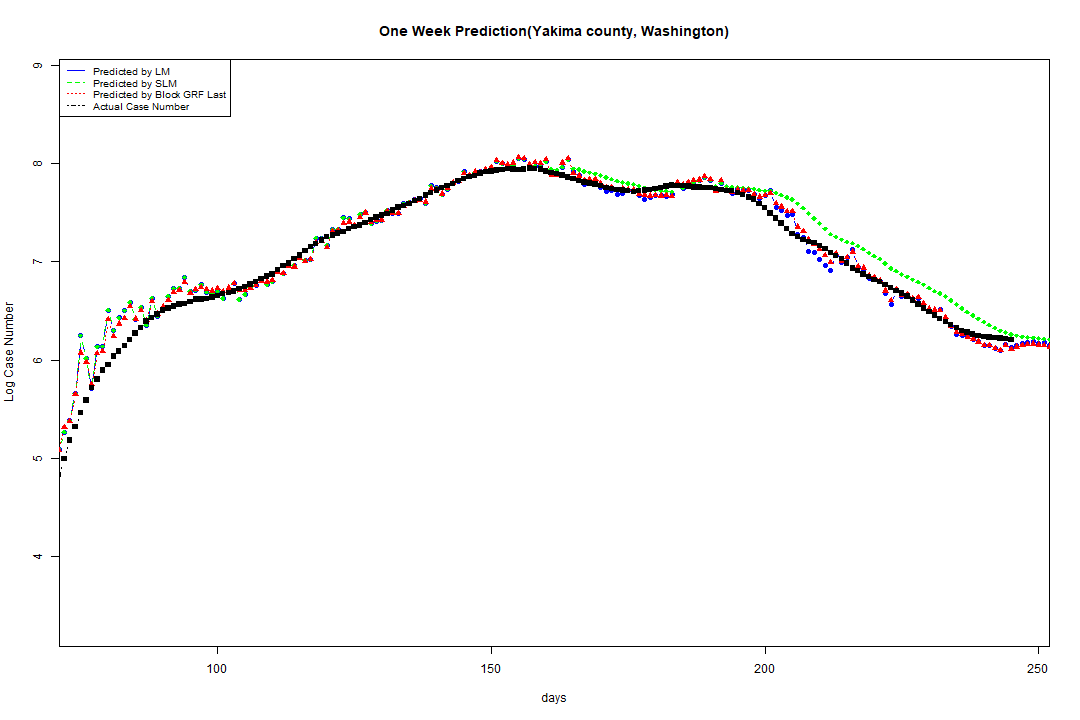 One Week Prediction(Yakima county, Washington)
Predicted by LM
Predicted by SLM
Predicted by Block GRF Last
Actual Case Number
9
8
7
6
5
4
Log Case Number
100 150 200 250
days